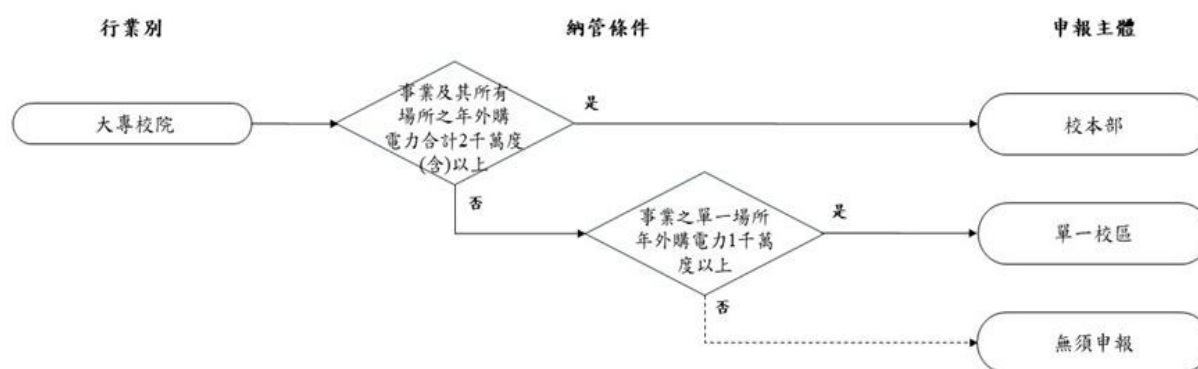 行業別
納管條件
申報主體
大專校院
事業及其所有
場所之年外購
電力合計2千萬度
(含)以上
是
校本部
否
事業之單一場所
年外購電力1千萬
度以上
是
單一校區
否
無須申報